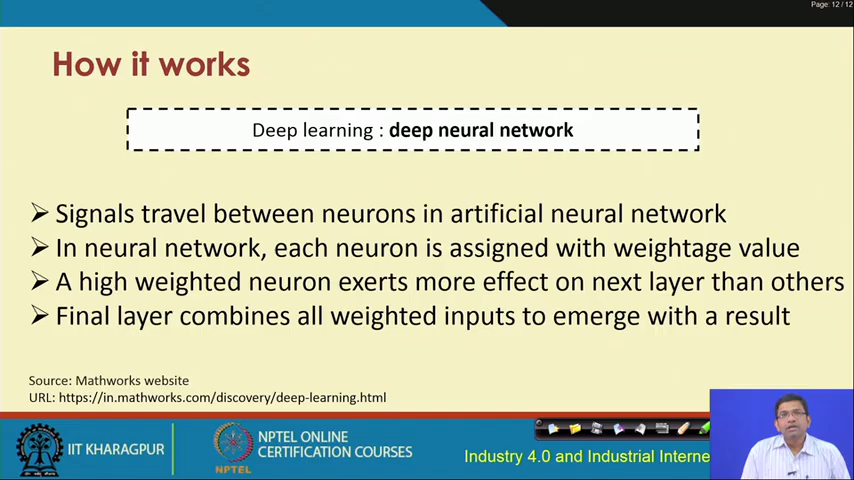 Page: 12 / 12
How it works
Deep learning : deep neural network
➢ Signals travel between neurons in artificial neural network
➢ In neural network, each neuron is assigned with weightage value
➢ A high weighted neuron exerts more effect on next layer than others
➢ Final layer combines all weighted inputs to emerge with a result
Source: Mathworks website
URL: https://in.mathworks.com/discovery/deep-learning.html
IIT KHARAGPUR
NPTEL
NPTEL ONLINE
CERTIFICATION COURSES
Industry 4.0 and Industrial Interne